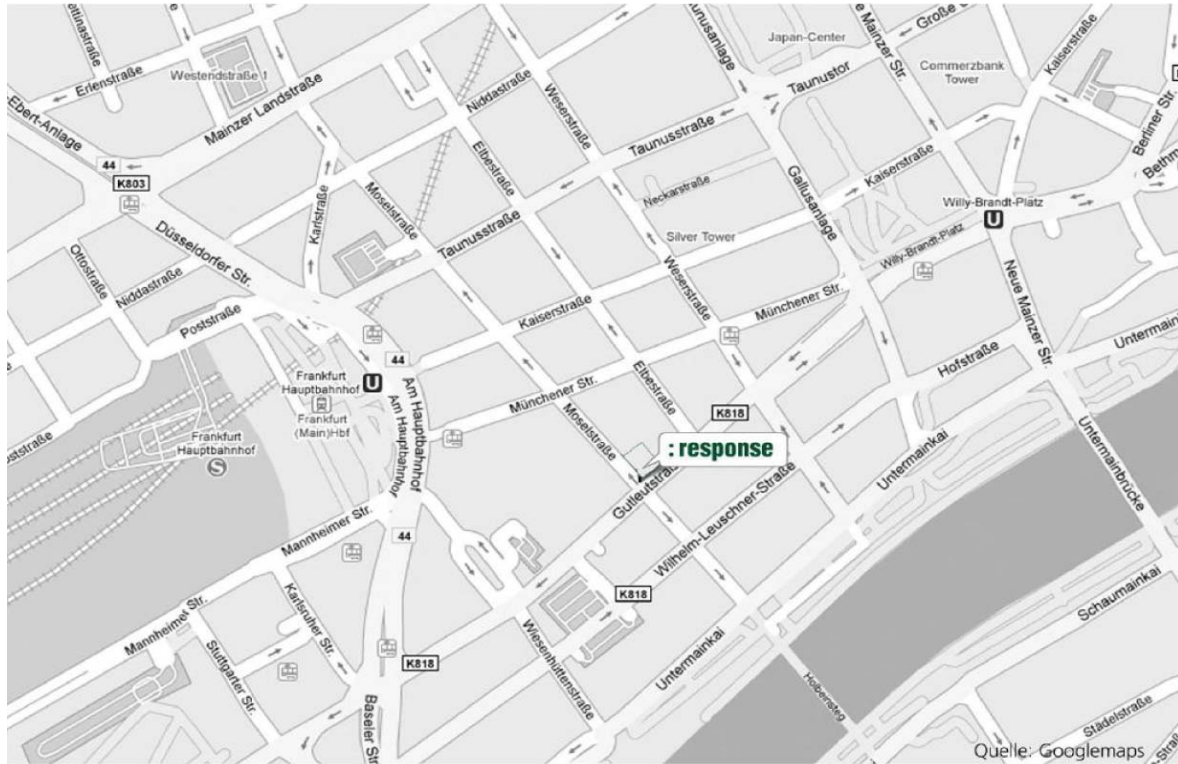 ettinastraße
Erlenstraße
Westendstraße 1
Ebert-Anlage
Mainzer Landstraße
Niddastraße
Weserstraße
Taunusanlage
Japan-Center
Große G
e Mainzer Str.
Taunustor
Commerzbank
Tower
Kaiserstraße
Berliner Str.
Bethm
44
K803
Elbestraße
Taunusstraße
Neckarstraße
Gallusanlage
Kaiserstraße
Willy-Brandt-Platz
U
Karlstraße
Moselstraße
Düsseldorfer Str.
Ottostraße
Niddastraße
Taunusstraße
Silver Tower
Weserstraße
Willy-Brandt-Platz
Neue Mainzer Str.
Poststraße
Kaiserstraße
Münchener Str.
Untermainkai
Hofstraße
44
Frankfurt
Hauptbahnhof
U
Frankfurt
(Main)Hbf
Am Hauptbahnhof
Am Hauptbahnhof
Münchener Str.
Elbestraße
K818
Moselstraße
oststraße
Frankfurt
Hauptbahnhof
S
: response
Gutleutstraß
Untermainkai
Untermainbrücke
Mannheimer Str.
44
Wilhelm-Leuschner-Straße
K818
Karlsruher Str.
Mannheimer Str.
Stuttgarter Str.
K818
Wiesenhüttenstraße
Untermainkai
Schaumainkai
Holbeinsteg
Baseler Str
Städelstraße
Quelle: Googlemaps